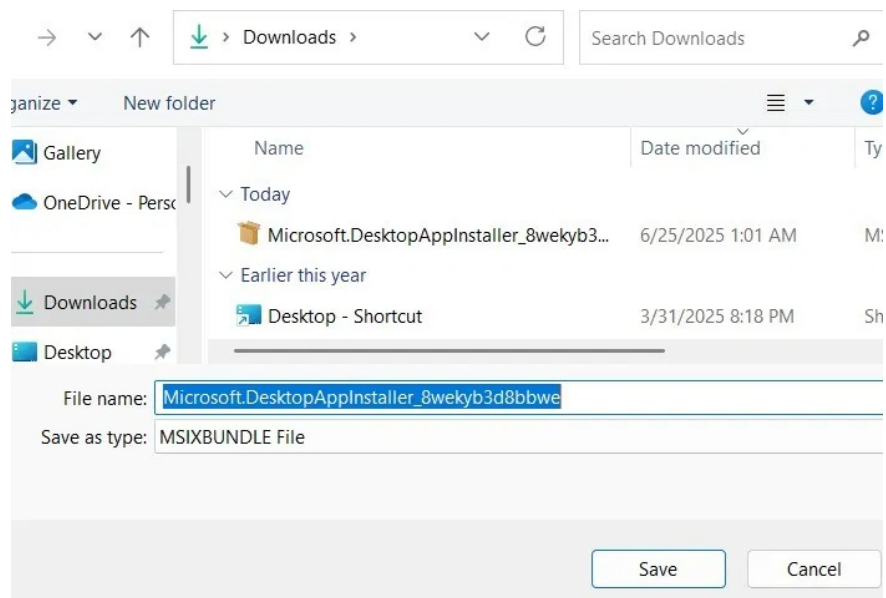 Downloads
Search Downloads
ganize New folder
Name Date modified Ty
Gallery
OneDrive - Perso
Today
Microsoft.DesktopAppInstaller_8wekyb3... 6/25/2025 1:01 AM MS
Earlier this year
Downloads
Desktop - Shortcut 3/31/2025 8:18 PM Sh
Desktop
File name: Microsoft.DesktopAppInstaller_8wekyb3d8bbwe
Save as type: MSIXBUNDLE File
Save Cancel